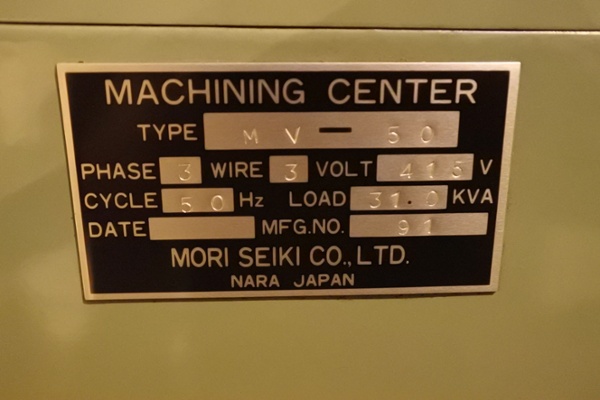 MACHINING CENTER
TYPE MV-50
PHASE 3 WIRE 3 VOLT 415 V
CYCLE 50 Hz LOAD 31.0 KVA
DATE MFG.NO. 91
MORI SEIKI CO.,LTD.
NARA JAPAN